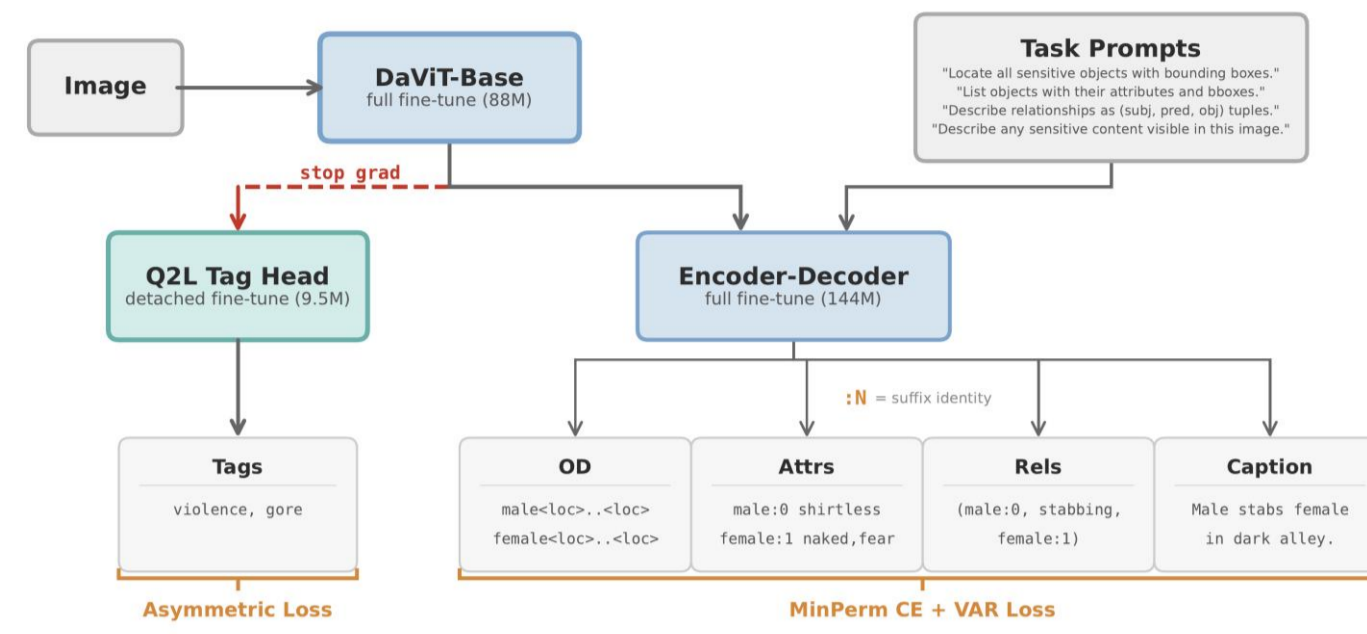 Image
DaViT-Base
full fine-tune (88M)
Task Prompts
"Locate all sensitive objects with bounding boxes."
"List objects with their attributes and bboxes."
"Describe relationships as (subj, pred, obj) tuples."
"Describe any sensitive content visible in this image."
stop grad
Q2L Tag Head
detached fine-tune (9.5M)
Encoder-Decoder
full fine-tune (144M)
:N = suffix identity
Tags
violence, gore
OD
male<loc>..<loc>
female<loc>..<loc>
Attrs
male:0 shirtless
female:1 naked,fear
Rels
(male:0, stabbing,
female:1)
Caption
Male stabs female
in dark alley.
Asymmetric Loss
MinPerm CE + VAR Loss